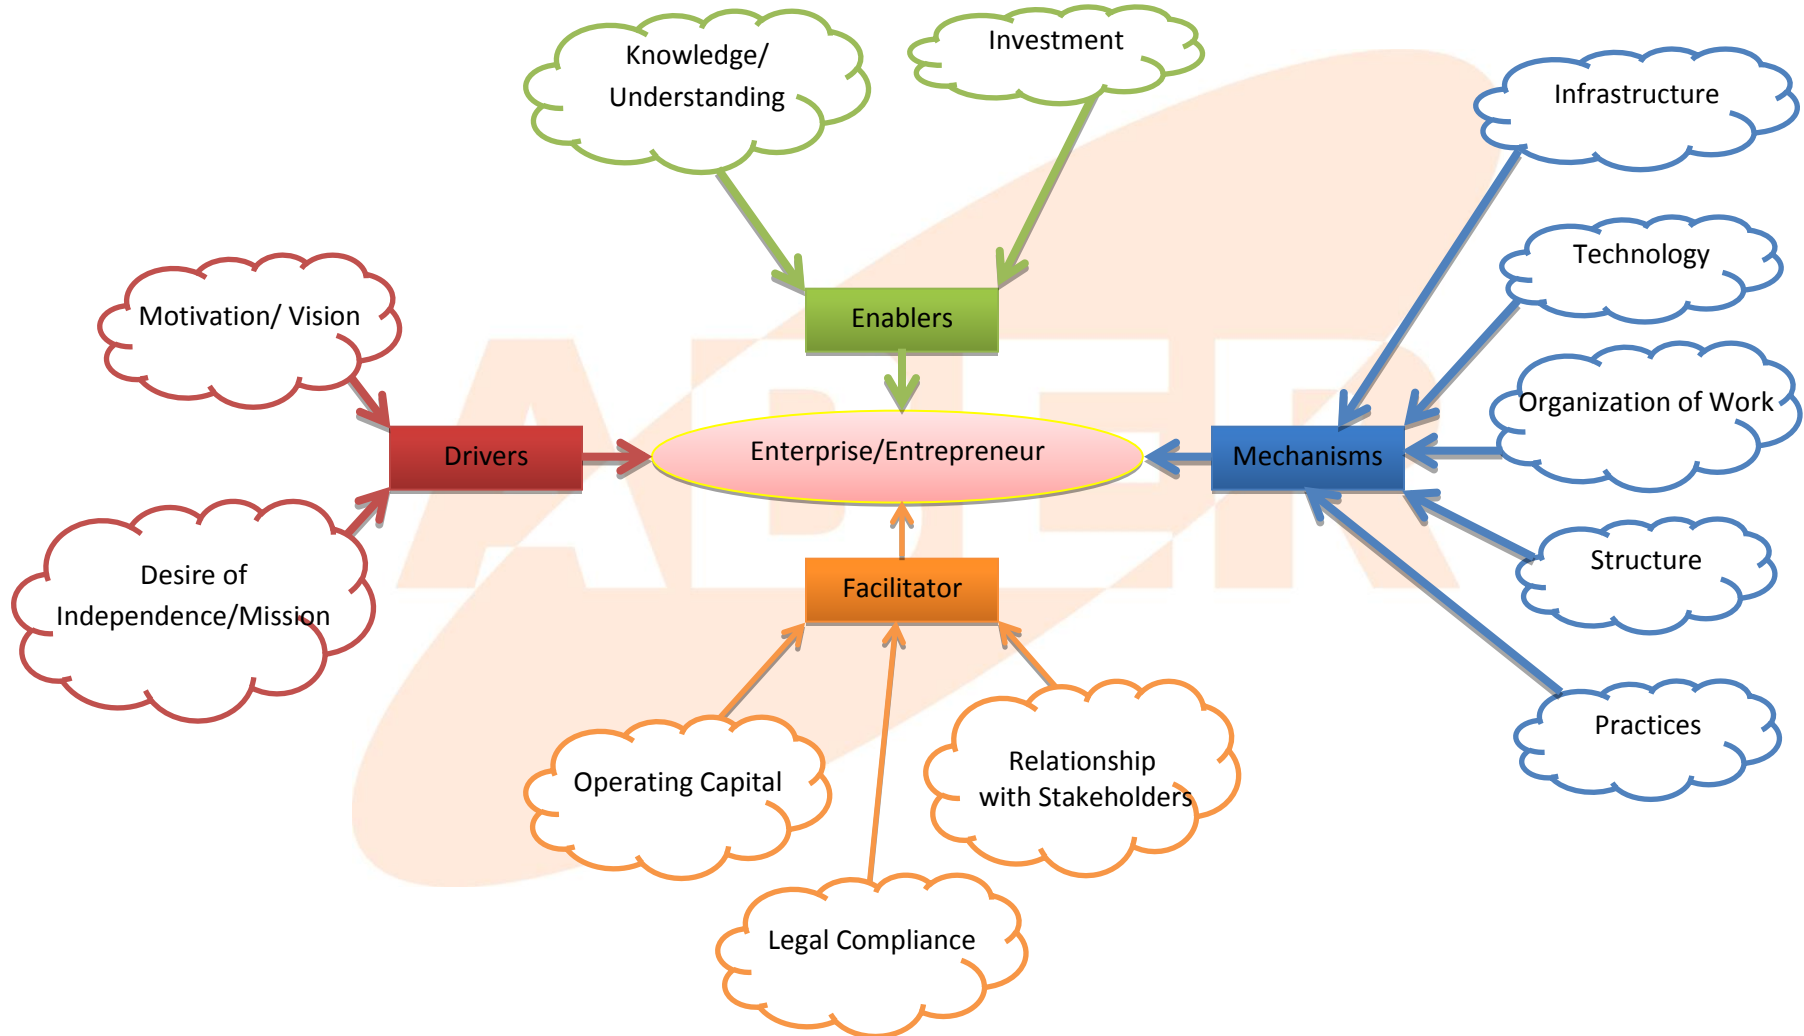 Knowledge/
Understanding
Investment
Infrastructure
Technology
Motivation/ Vision
Enablers
Organization of Work
Drivers
Enterprise/Entrepreneur
Mechanisms
Desire of
Independence/Mission
Facilitator
Structure
Practices
Operating Capital
Relationship
with Stakeholders
Legal Compliance
ABER